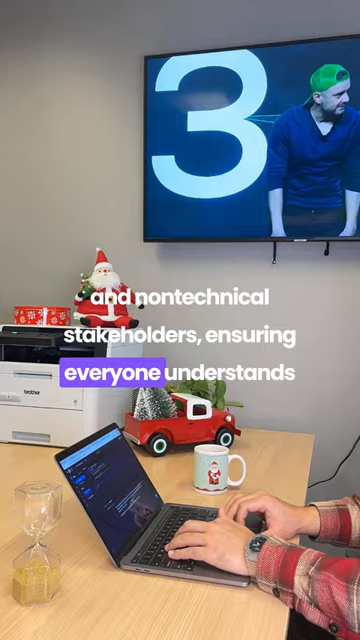 3
and nontechnical
stakeholders, ensuring
everyone understands
brother